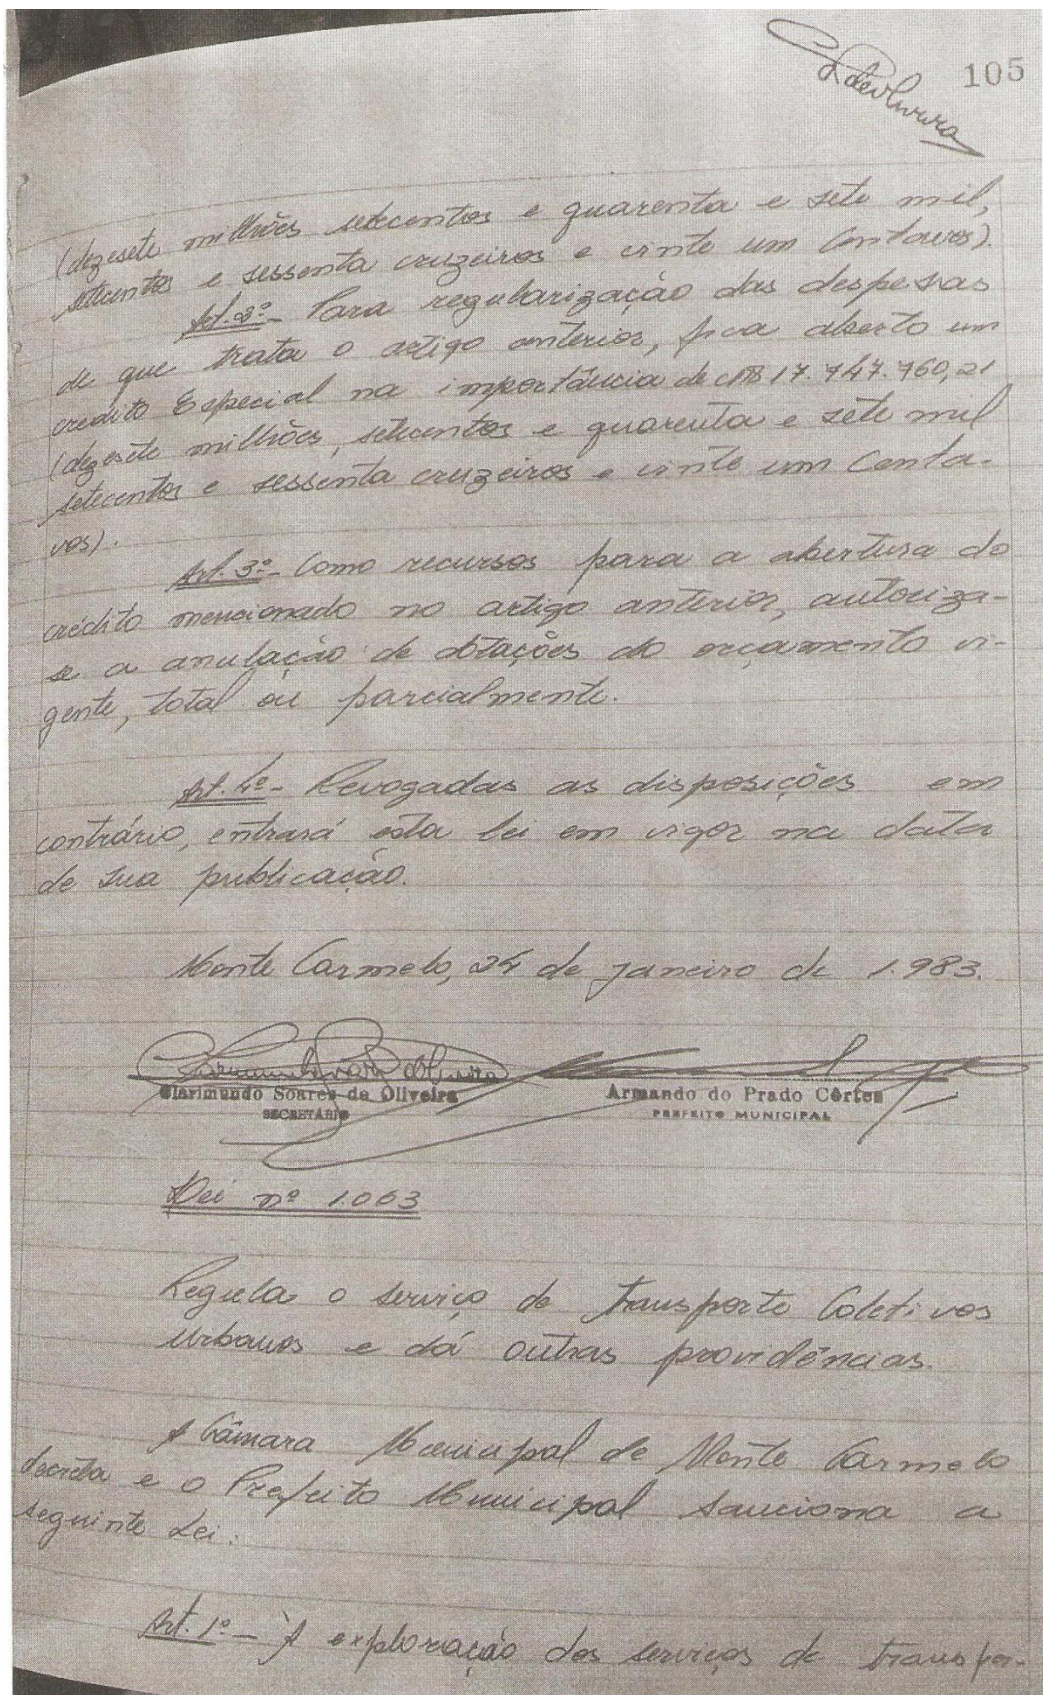 105
(dezesete milhões setecentos e quarenta e sete mil,
setecentos e sessenta cruzeiros e vinte um Centavos).
Art. 2º - Para regularização das despesas
de que trata o artigo anterior, fica aberto um
credito Especial na importância de CR$ 17.747.760,21
(dezesete milhões, setecentos e quarenta e sete mil
setecentos e sessenta cruzeiros e vinte um Centa-
vos).
Art. 3º - Como recursos para a abertura do
crédito mencionado no artigo anterior, autoriza-
se a anulação de dotações do orçamento vi-
gente, total ou parcialmente.
Art. 4º - Revogadas as disposições em
contrário, entrará esta lei em vigor na data
de sua publicação.
Monte Carmelo, 24 de janeiro de 1.983.
Clarimundo Soares de Oliveira Armando do Prado Côrtes
SECRETÁRIO PREFEITO MUNICIPAL
Lei nº 1.063
Regula o serviço de Transporte Coletivos
Urbanos e dá outras providências.
A Câmara Municipal de Monte Carmelo
decreta e o Prefeito Municipal sanciona a
seguinte Lei:
Art. 1º - A exploração dos serviços de transpor-